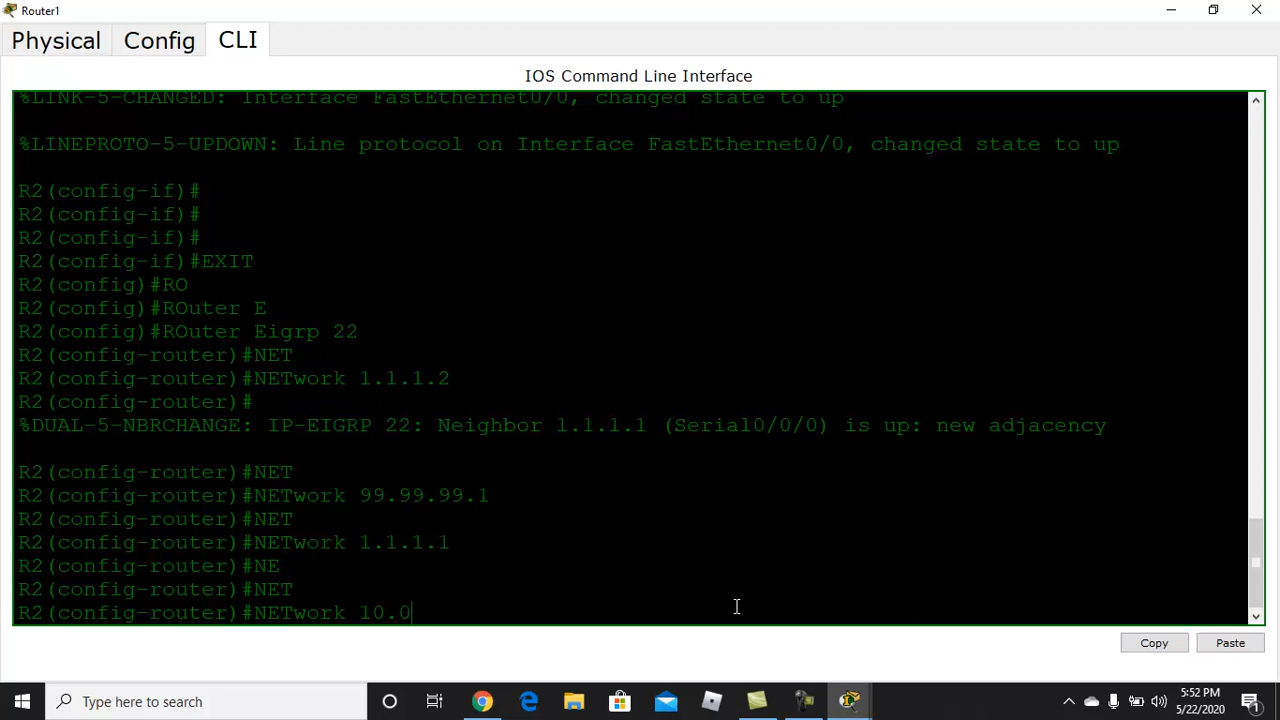 Router1
Physical Config CLI
IOS Command Line Interface
%LINK-5-CHANGED: Interface FastEthernet0/0, changed state to up
%LINEPROTO-5-UPDOWN: Line protocol on Interface FastEthernet0/0, changed state to up
R2(config-if)#
R2(config-if)#
R2(config-if)#
R2(config-if)#EXIT
R2(config)#RO
R2(config)#ROuter E
R2(config)#ROuter Eigrp 22
R2(config-router)#NET
R2(config-router)#NETwork 1.1.1.2
R2(config-router)#
%DUAL-5-NBRCHANGE: IP-EIGRP 22: Neighbor 1.1.1.1 (Serial0/0/0) is up: new adjacency
R2(config-router)#NET
R2(config-router)#NETwork 99.99.99.1
R2(config-router)#NET
R2(config-router)#NETwork 1.1.1.1
R2(config-router)#NE
R2(config-router)#NET
R2(config-router)#NETwork 10.0
Copy Paste
Type here to search
5:52 PM
5/22/2020